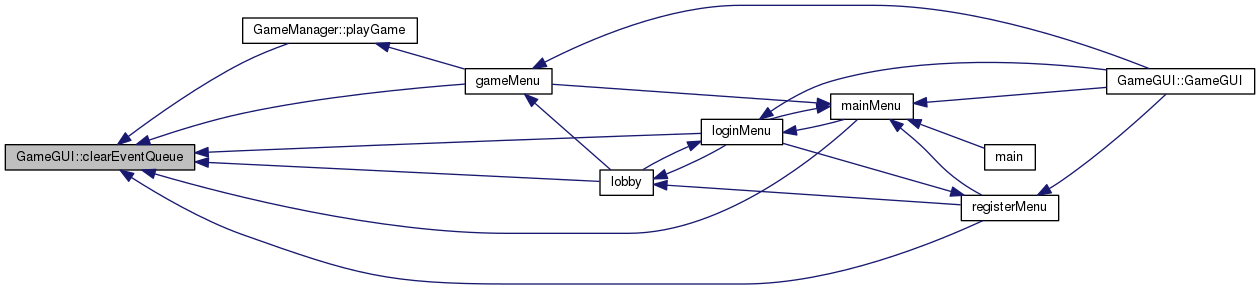 GameManager::playGame
gameMenu
GameGUI::GameGUI
mainMenu
loginMenu
GameGUI::clearEventQueue
main
lobby
registerMenu